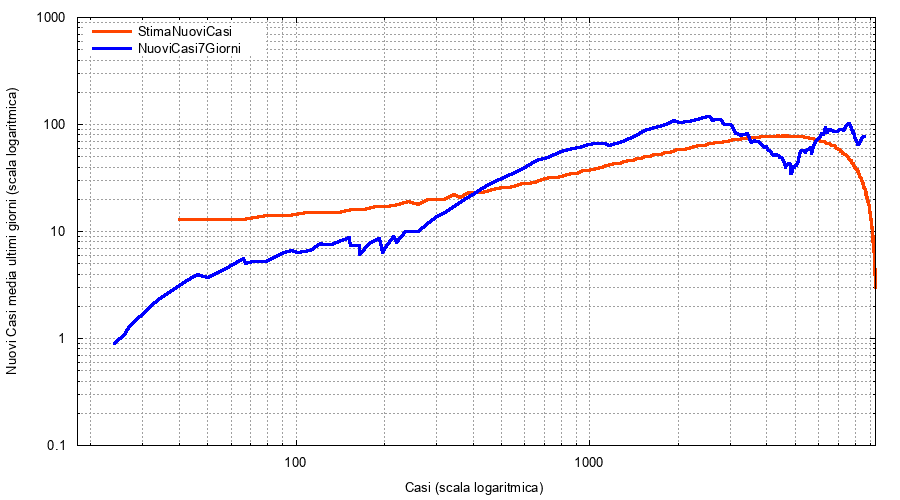 1000
StimaNuoviCasi
NuoviCasi7Giorni
100
10
1
0.1
Nuovi Casi media ultimi giorni (scala logaritmica)
100
1000
Casi (scala logaritmica)